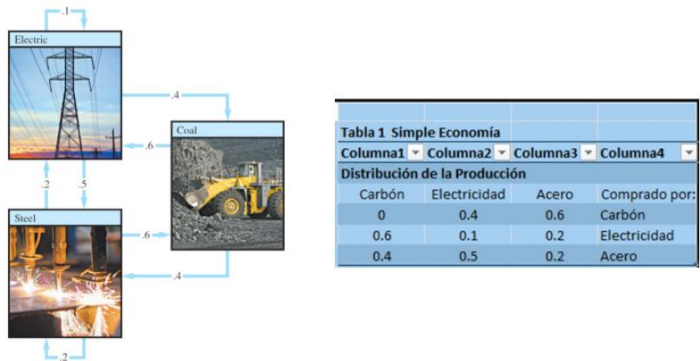 .1
Electric
.4
Coal
.6
.2
.5
Steel
.6
.4
.2
Tabla 1 Simple Economía
Columna1 Columna2 Columna3 Columna4
Distribución de la Producción
Carbón Electricidad Acero Comprado por:
0 0.4 0.6 Carbón
0.6 0.1 0.2 Electricidad
0.4 0.5 0.2 Acero